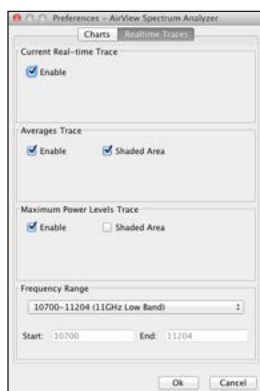 Preferences - AirView Spectrum Analyzer
Charts Realtime Traces
Current Real-time Trace
Enable
Averages Trace
Enable Shaded Area
Maximum Power Levels Trace
Enable Shaded Area
Frequency Range
10700-11204 (11GHz Low Band)
Start: 10700 End: 11204
Ok Cancel